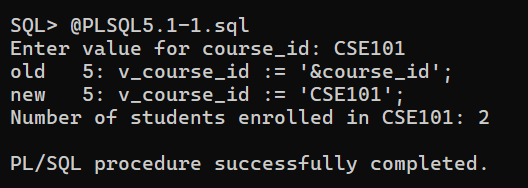 SQL> @PLSQL5.1-1.sql
Enter value for course_id: CSE101
old   5: v_course_id := '&course_id';
new   5: v_course_id := 'CSE101';
Number of students enrolled in CSE101: 2

PL/SQL procedure successfully completed.